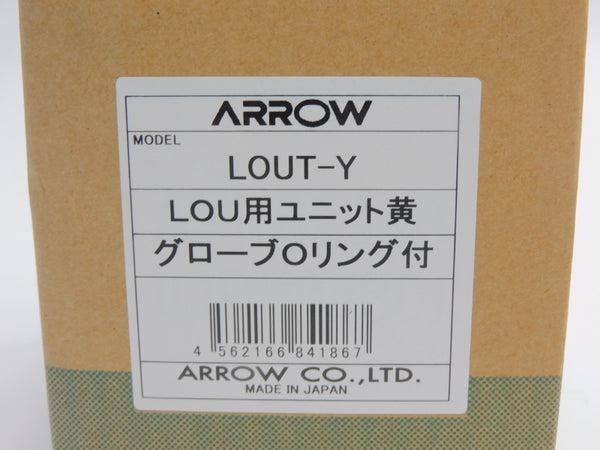 ARROW
MODEL
LOUT-Y
LOU用ユニット黄
グローブOリング付
4 562166 841867
ARROW CO.,LTD.
MADE IN JAPAN